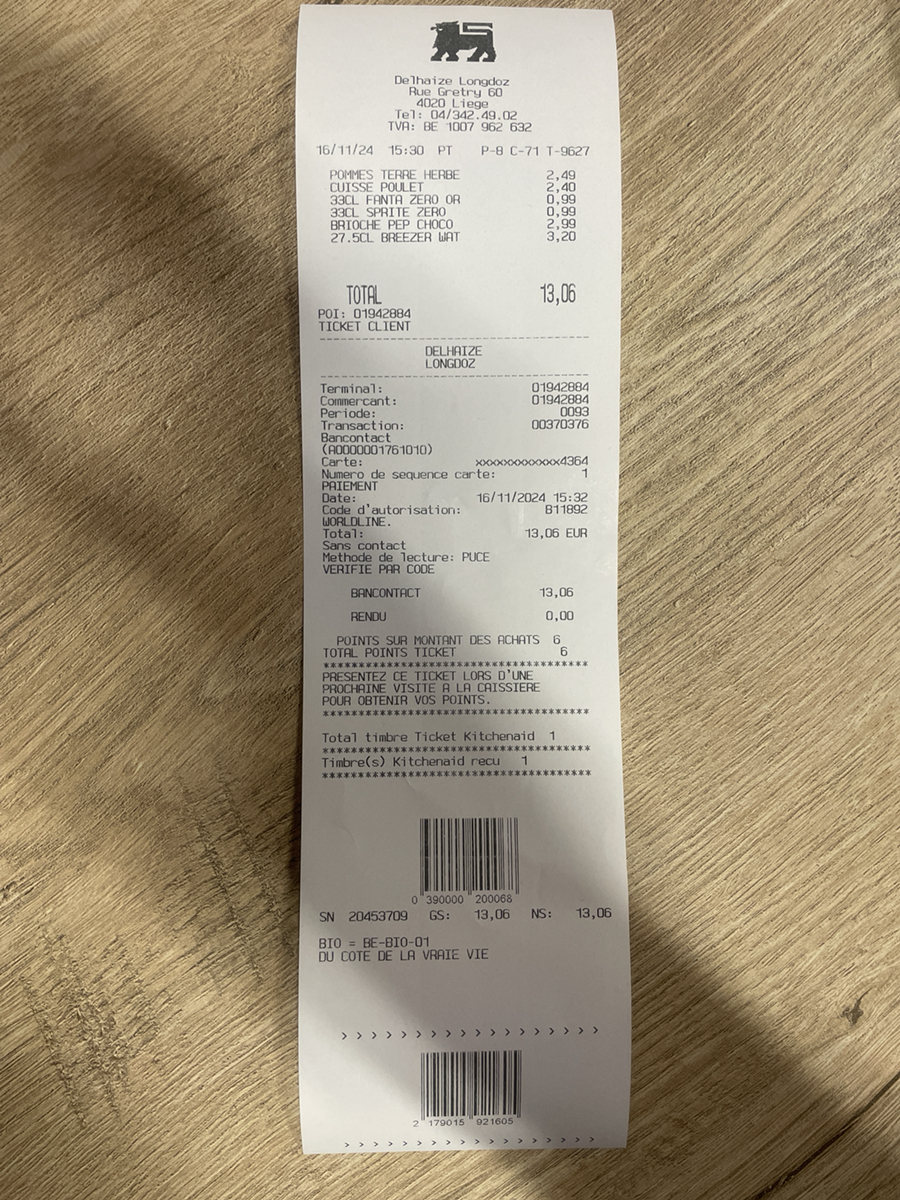 Delhaize Longdoz
Rue Gretry 60
4020 Liege
Tel: 04/342.49.02
TVA: BE 1007 962 632
16/11/24 15:30 PT P-8 C-71 T-9627
POMMES TERRE HERBE 2,49
CUISSE POULET 2,40
33CL FANTA ZERO OR 0,99
33CL SPRITE ZERO 0,99
BRIOCHE PEP CHOCO 2,99
27.5CL BREEZER WAT 3,20
TOTAL 13,06
POI: 01942884
TICKET CLIENT
--------------------------------------
DELHAIZE
LONGDOZ
--------------------------------------
Terminal: 01942884
Commercant: 01942884
Periode: 0093
Transaction: 00370376
Bancontact
(A0000001761010)
Carte: xxxxxxxxxxxx4364
Numero de sequence carte: 1
PAIEMENT
Date: 16/11/2024 15:32
Code d'autorisation: B11892
WORLDLINE.
Total: 13,06 EUR
Sans contact
Methode de lecture: PUCE
VERIFIE PAR CODE
BANCONTACT 13,06
RENDU 0,00
POINTS SUR MONTANT DES ACHATS 6
TOTAL POINTS TICKET 6
**************************************
PRESENTEZ CE TICKET LORS D'UNE
PROCHAINE VISITE A LA CAISSIERE
POUR OBTENIR VOS POINTS.
**************************************
Total timbre Ticket Kitchenaid 1
**************************************
Timbre(s) Kitchenaid recu 1
**************************************
0 390000 200068
SN 20453709 GS: 13,06 NS: 13,06
BIO = BE-BIO-01
DU COTE DE LA VRAIE VIE
> > > > > > > > > > > > > > > > > >
2 179015 921605
> > > > > > > > > > > > > > > > > >